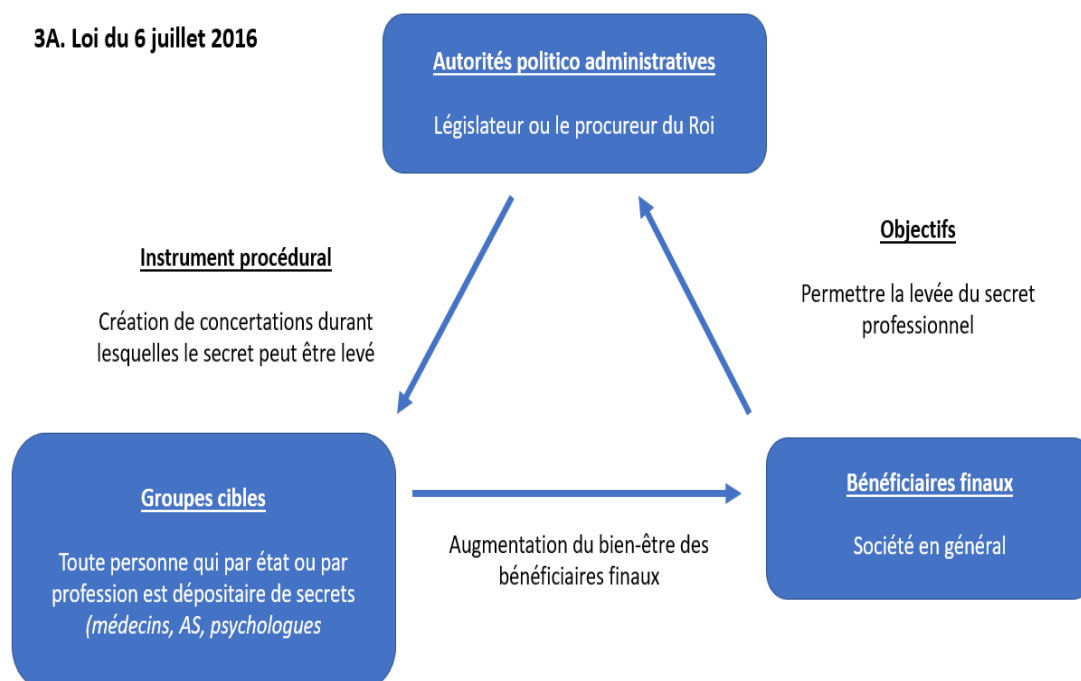 3A. Loi du 6 juillet 2016
Autorités politico administratives
Législateur ou le procureur du Roi
Instrument procédural
Création de concertations durant
lesquelles le secret peut être levé
Objectifs
Permettre la levée du secret
professionnel
Groupes cibles
Toute personne qui par état ou par
profession est dépositaire de secrets
(médecins, AS, psychologues
Augmentation du bien-être des
bénéficiaires finaux
Bénéficiaires finaux
Société en général